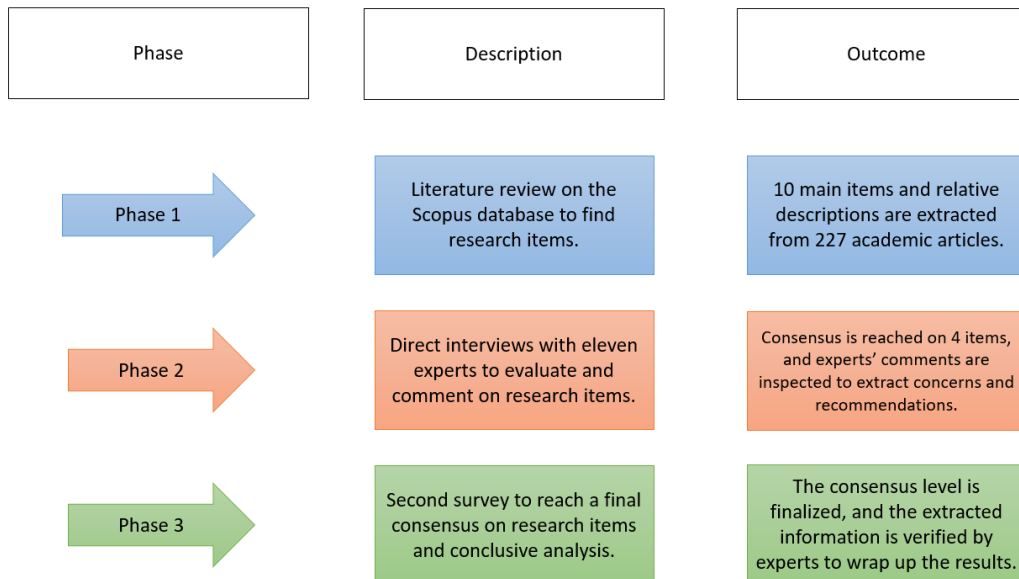 Phase
Description
Outcome
Phase 1
Literature review on the
Scopus database to find
research items.
10 main items and relative
descriptions are extracted
from 227 academic articles.
Phase 2
Direct interviews with eleven
experts to evaluate and
comment on research items.
Consensus is reached on 4 items,
and experts’ comments are
inspected to extract concerns and
recommendations.
Phase 3
Second survey to reach a final
consensus on research items
and conclusive analysis.
The consensus level is
finalized, and the extracted
information is verified by
experts to wrap up the results.